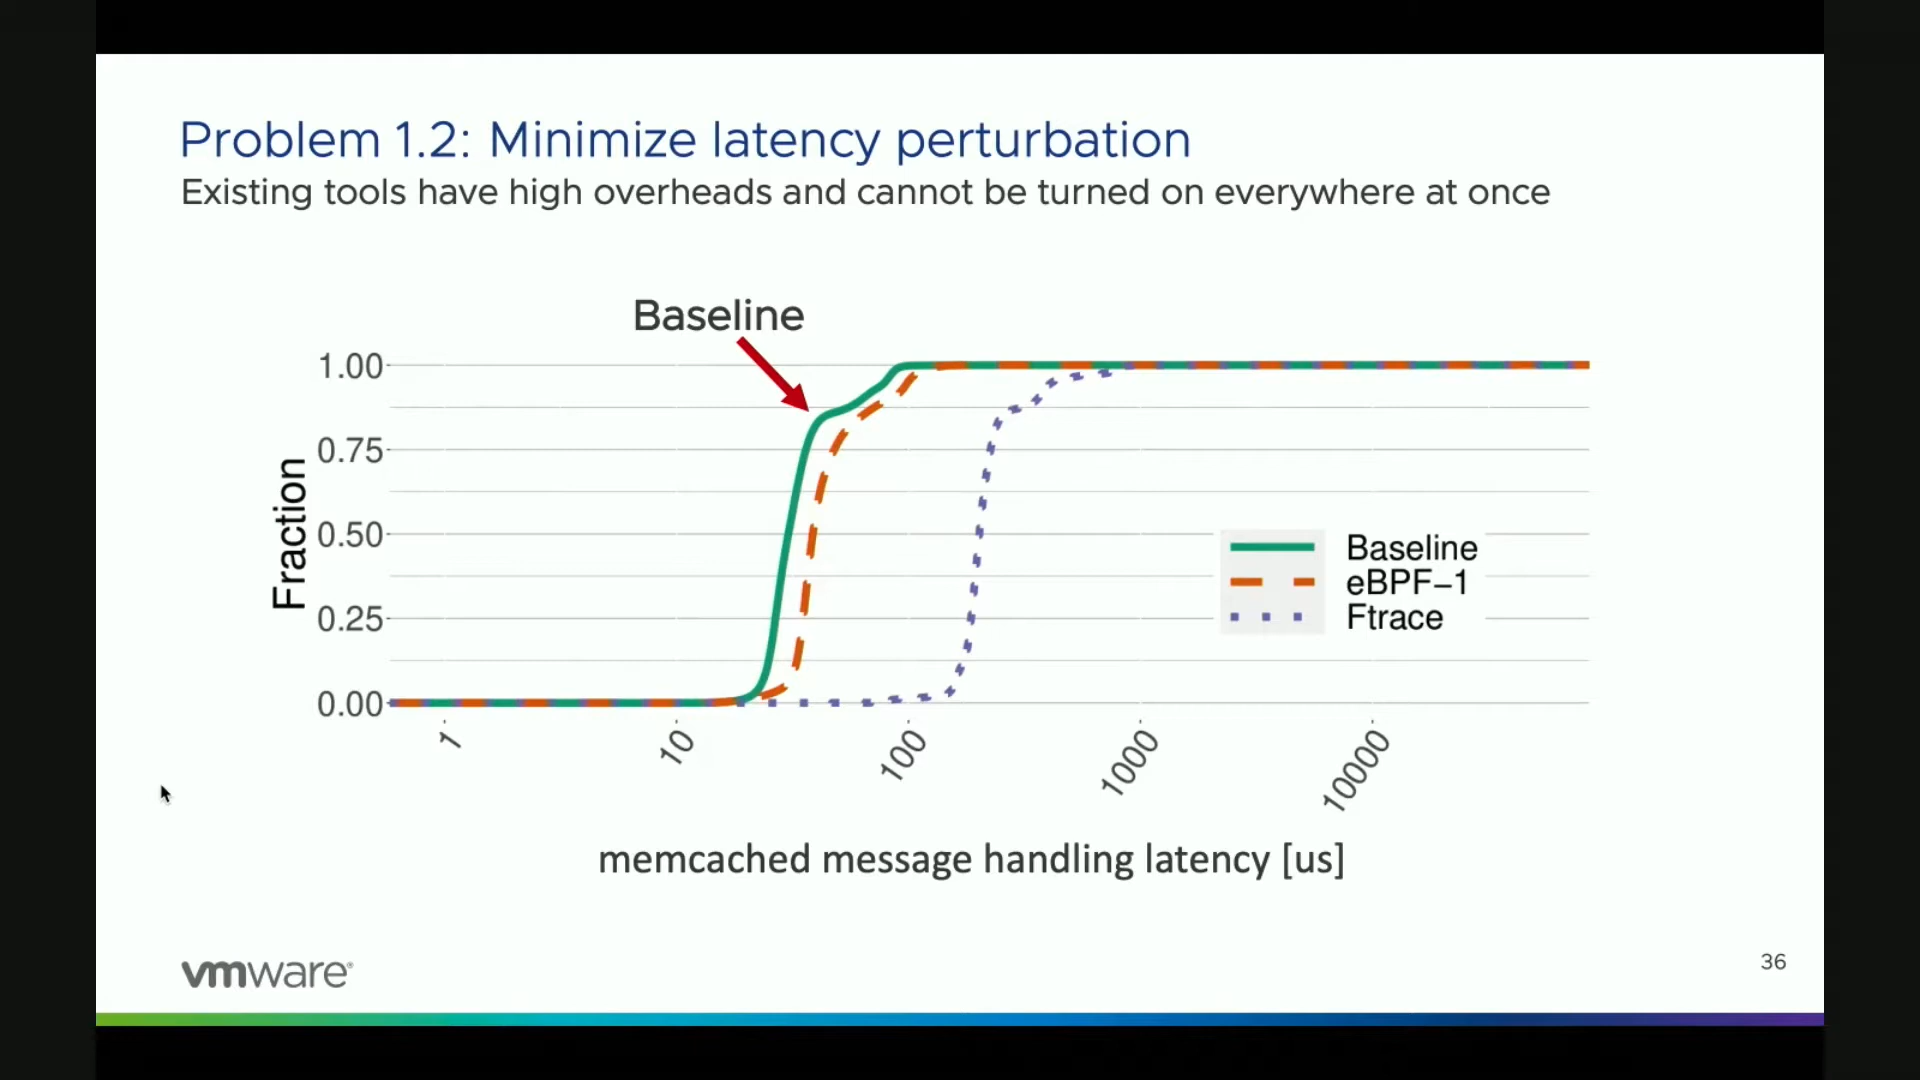 Problem 1.2: Minimize latency perturbation
Existing tools have high overheads and cannot be turned on everywhere at once
Baseline
1.00
0.75
0.50
0.25
0.00
Fraction
Baseline
eBPF−1
Ftrace
1
10
100
1000
10000
memcached message handling latency [us]
vmware®
36